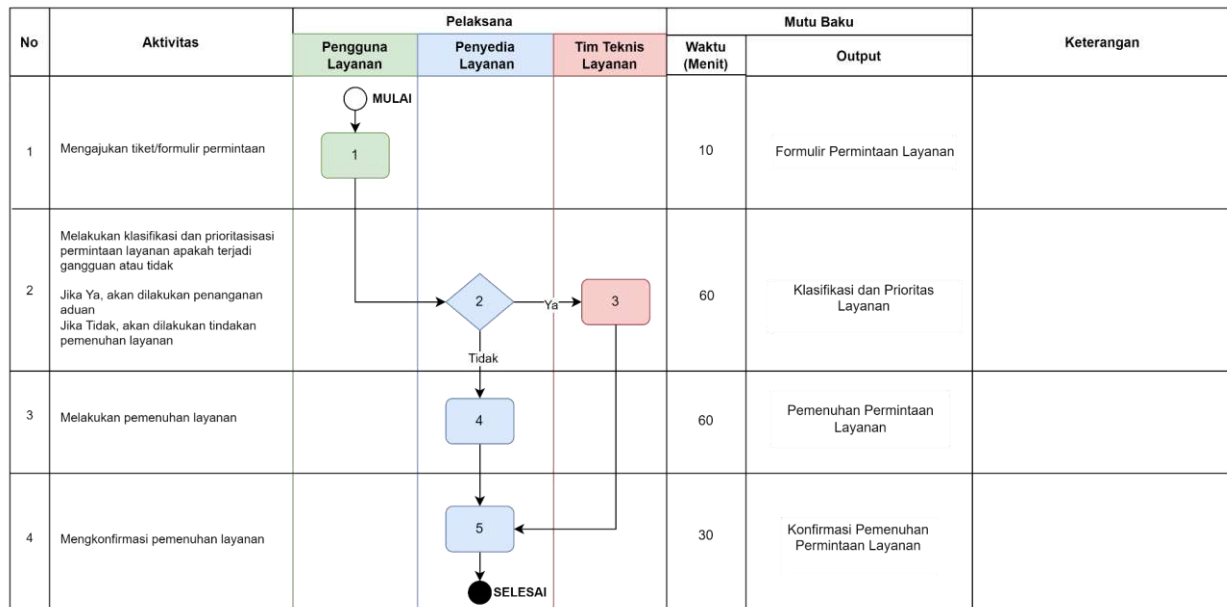 No
Aktivitas
Pelaksana
Mutu Baku
Keterangan
Pengguna
Layanan
Penyedia
Layanan
Tim Teknis
Layanan
Waktu
(Menit)
Output
MULAI
1
Mengajukan tiket/formulir permintaan
1
10
Formulir Permintaan Layanan
2
Melakukan klasifikasi dan prioritasisasi
permintaan layanan apakah terjadi
gangguan atau tidak
Jika Ya, akan dilakukan penanganan
aduan
Jika Tidak, akan dilakukan tindakan
pemenuhan layanan
2
Ya
3
Tidak
60
Klasifikasi dan Prioritas
Layanan
3
Melakukan pemenuhan layanan
4
60
Pemenuhan Permintaan
Layanan
4
Mengkonfirmasi pemenuhan layanan
5
30
Konfirmasi Pemenuhan
Permintaan Layanan
SELESAI